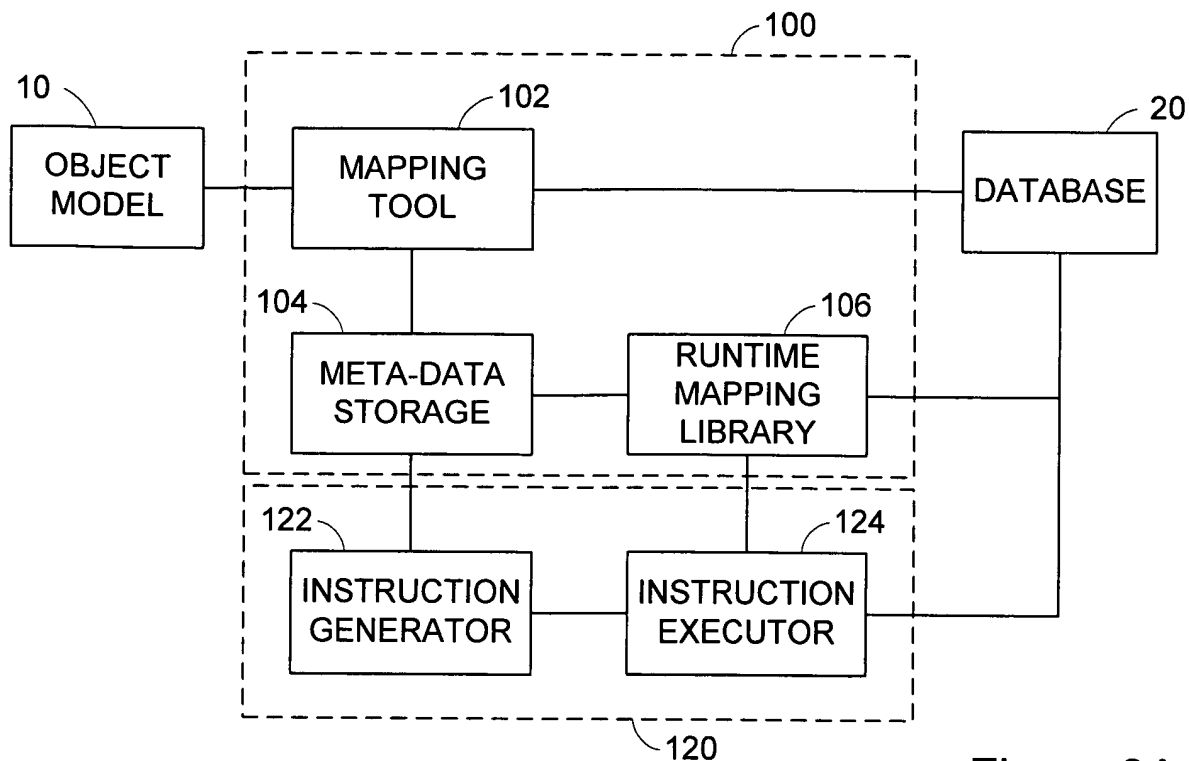 100
10
102
20
OBJECT
MODEL
MAPPING
TOOL
DATABASE
104
106
META-DATA
STORAGE
RUNTIME
MAPPING
LIBRARY
122
124
INSTRUCTION
GENERATOR
INSTRUCTION
EXECUTOR
120